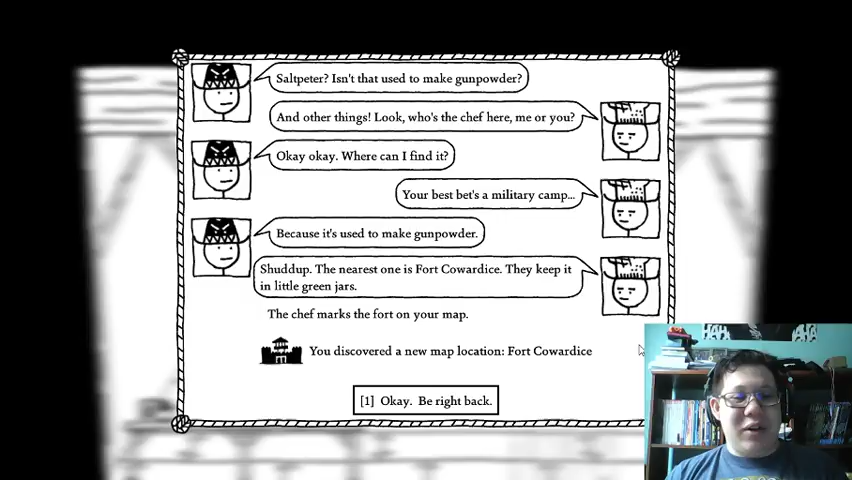 Saltpeter? Isn't that used to make gunpowder?
And other things! Look, who's the chef here, me or you?
Okay okay. Where can I find it?
Your best bet's a military camp...
Because it's used to make gunpowder.
Shuddup. The nearest one is Fort Cowardice. They keep it
in little green jars.
The chef marks the fort on your map.
You discovered a new map location: Fort Cowardice
[1] Okay. Be right back.